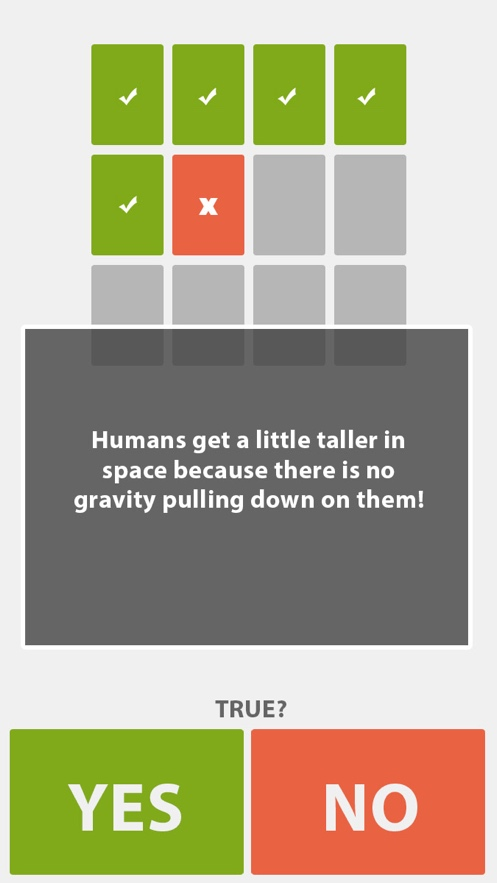 Humans get a little taller in
space because there is no
gravity pulling down on them!
TRUE?
YES NO